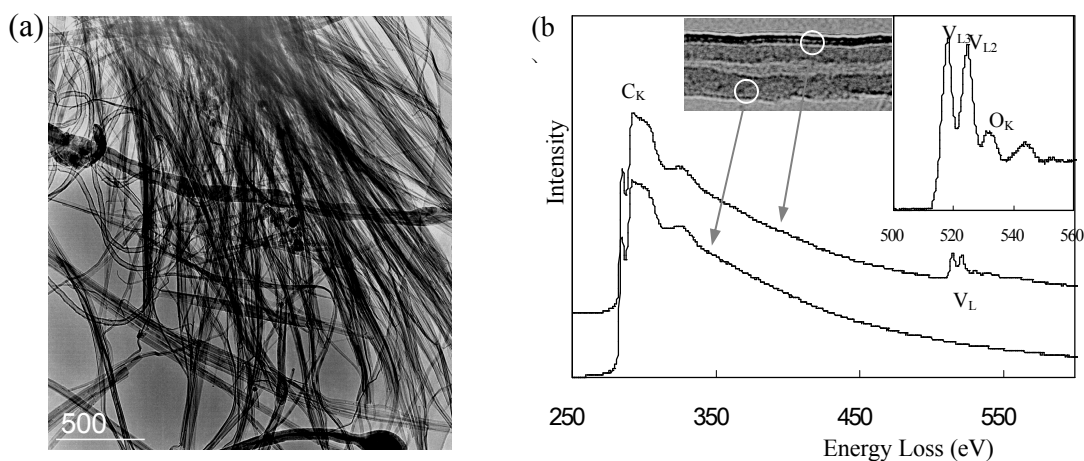 (a)
500
(b)
Intensity
C_K
V_L3
V_L2
O_K
500 520 540 560
V_L
250 350 450 550
Energy Loss (eV)